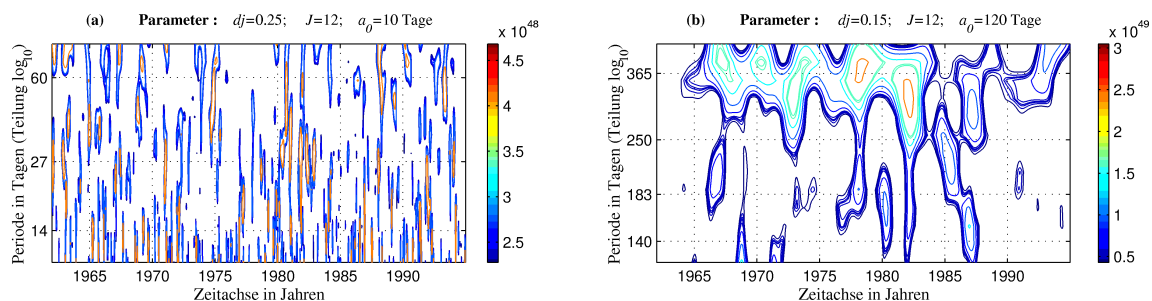 (a) Parameter : dj=0.25; J=12; a0=10 Tage
x 10^48
Periode in Tagen (Teilung log10)
60
27
14
1965 1970 1975 1980 1985 1990
Zeitachse in Jahren
4.5
4
3.5
3
2.5
(b) Parameter : dj=0.15; J=12; a0=120 Tage
x 10^49
Periode in Tagen (Teilung log10)
365
250
183
140
1965 1970 1975 1980 1985 1990
Zeitachse in Jahren
3
2.5
2
1.5
1
0.5